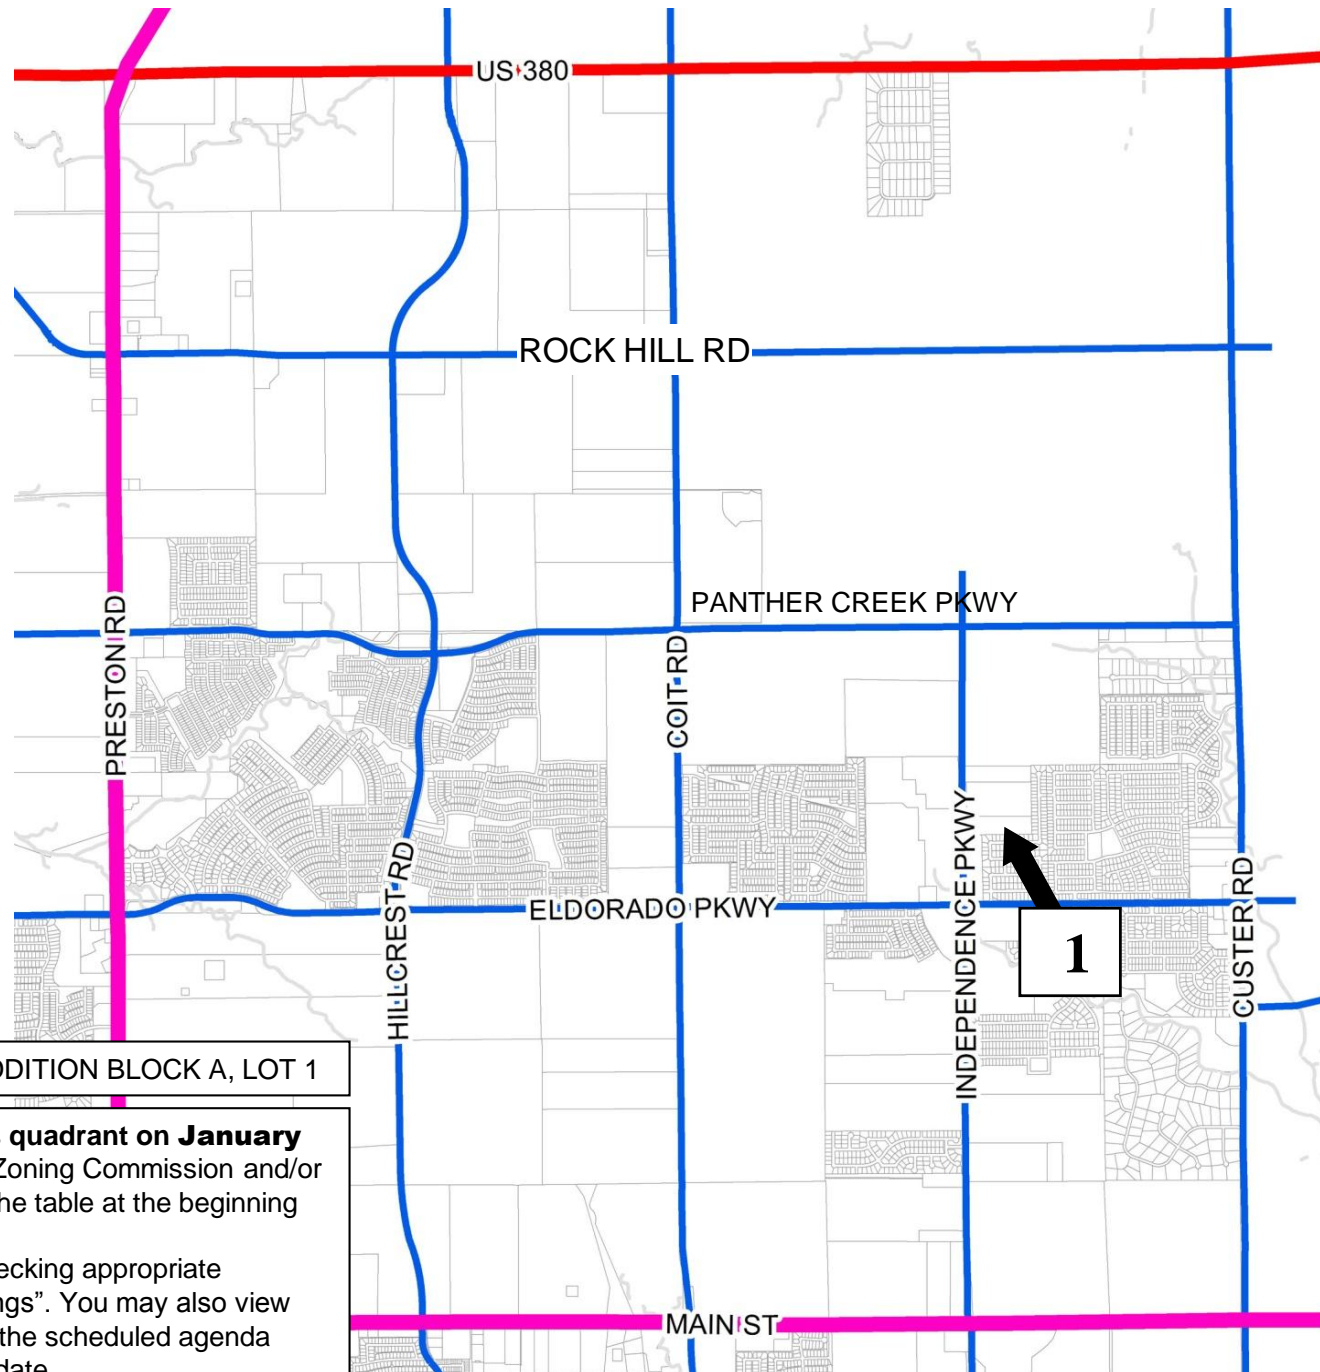 US 380
ROCK HILL RD
PANTHER CREEK PKWY
PRESTON RD
COIT RD
INDEPENDENCE PKWY
HILLCREST RD
ELDORADO PKWY
CUSTER RD
1
DITION BLOCK A, LOT 1
quadrant on January
Zoning Commission and/or
he table at the beginning
ecking appropriate
ngs”. You may also view
the scheduled agenda
date
MAIN ST